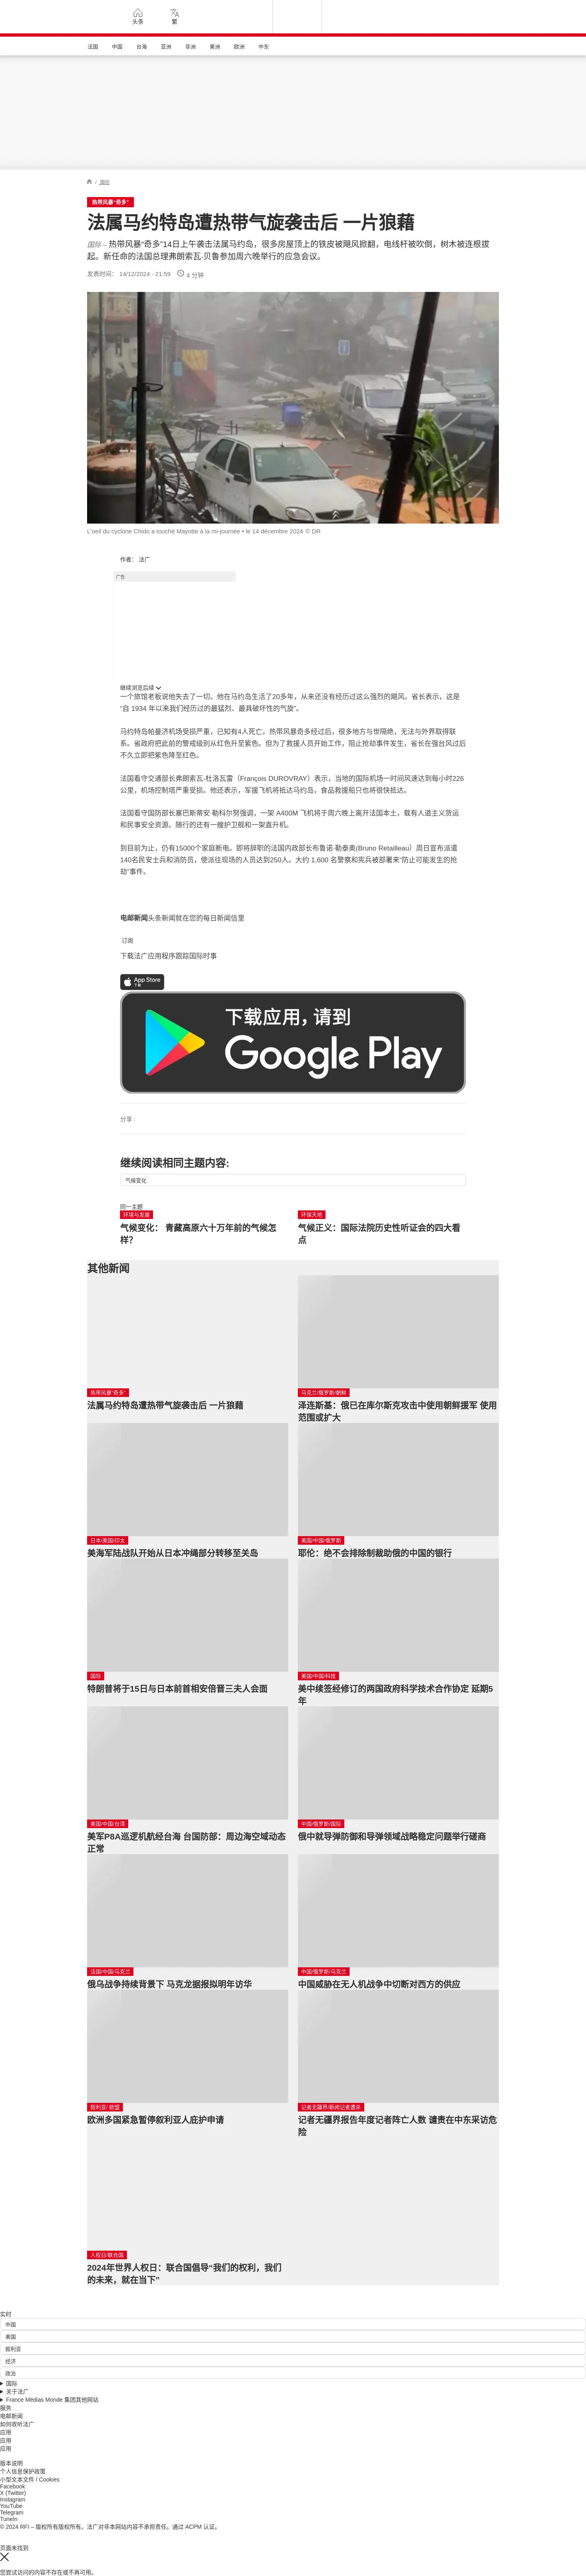 头条
繁
法国
中国
台海
亚洲
非洲
美洲
欧洲
中东
/ 国际
热带风暴“奇多”
法属马约特岛遭热带气旋袭击后 一片狼藉
国际 – 热带风暴“奇多”14日上午袭击法属马约岛，很多房屋顶上的铁皮被飓风掀翻，电线杆被吹倒，树木被连根拔
起。新任命的法国总理弗朗索瓦·贝鲁参加周六晚举行的应急会议。
发表时间： 14/12/2024 - 21:59
4 分钟
L'oeil du cyclone Chido a touché Mayotte à la mi-journée • le 14 décembre 2024 © DR
作者： 法广
广告
继续浏览后续
一个旅馆老板说他失去了一切。他在马约岛生活了20多年，从来还没有经历过这么强烈的飓风。省长表示，这是
“自 1934 年以来我们经历过的最猛烈、最具破坏性的气旋”。
马约特岛帕曼济机场受损严重，已知有4人死亡。热带风暴奇多经过后，很多地方与世隔绝，无法与外界取得联
系。省政府把此前的警戒级别从红色升至紫色。但为了救援人员开始工作，阻止抢劫事件发生，省长在强台风过后
不久立即把紫色降至红色。
法国看守交通部长弗朗索瓦-杜洛瓦雷（François DUROVRAY）表示，当地的国际机场一时间风速达到每小时226
公里，机场控制塔严重受损。他还表示，军援飞机将抵达马约岛，食品救援船只也将很快抵达。
法国看守国防部长塞巴斯蒂安·勒科尔努强调，一架 A400M 飞机将于周六晚上离开法国本土，载有人道主义货运
和民事安全资源。随行的还有一艘护卫舰和一架直升机。
到目前为止，仍有15000个家庭断电。即将辞职的法国内政部长布鲁诺·勒泰奥(Bruno Retailleau）周日宣布派遣
140名民安士兵和消防员，使派往现场的人员达到250人。大约 1,600 名警察和宪兵被部署来“防止可能发生的抢
劫”事件。
电邮新闻头条新闻就在您的每日新闻信里
订阅
下载法广应用程序跟踪国际时事
App Store
下载
下载应用，请到
Google Play
分享 :
继续阅读相同主题内容:
气候变化
同一主题
环境与发展
气候变化： 青藏高原六十万年前的气候怎
样？
环保天地
气候正义：国际法院历史性听证会的四大看
点
其他新闻
热带风暴“奇多”
法属马约特岛遭热带气旋袭击后 一片狼藉
乌克兰/俄罗斯/朝鲜
泽连斯基：俄已在库尔斯克攻击中使用朝鲜援军 使用
范围或扩大
日本/美国/印太
美海军陆战队开始从日本冲绳部分转移至关岛
美国/中国/俄罗斯
耶伦：绝不会排除制裁助俄的中国的银行
国际
特朗普将于15日与日本前首相安倍晋三夫人会面
美国/中国/科技
美中续签经修订的两国政府科学技术合作协定 延期5
年
美国/中国/台湾
美军P8A巡逻机航经台海 台国防部：周边海空域动态
正常
中国/俄罗斯/国际
俄中就导弹防御和导弹领域战略稳定问题举行磋商
法国/中国/乌克兰
俄乌战争持续背景下 马克龙据报拟明年访华
中国/俄罗斯/乌克兰
中国威胁在无人机战争中切断对西方的供应
叙利亚/ 欧盟
欧洲多国紧急暂停叙利亚人庇护申请
记者无疆界/新闻记者遭杀
记者无疆界报告年度记者阵亡人数 谴责在中东采访危
险
人权日/联合国
2024年世界人权日：联合国倡导“我们的权利，我们
的未来，就在当下”
实时
中国
美国
叙利亚
经济
政治
国际
关于法广
France Médias Monde 集团其他网站
服务
电邮新闻
如何收听法广
应用
应用
应用
版本说明
个人信息保护政策
小型文本文件 / Cookies
Facebook
X (Twitter)
Instagram
YouTube
Telegram
TuneIn
© 2024 RFI – 版权所有版权所有。法广对非本网站内容不承担责任。通过 ACPM 认证。
页面未找到
您尝试访问的内容不存在或不再可用。